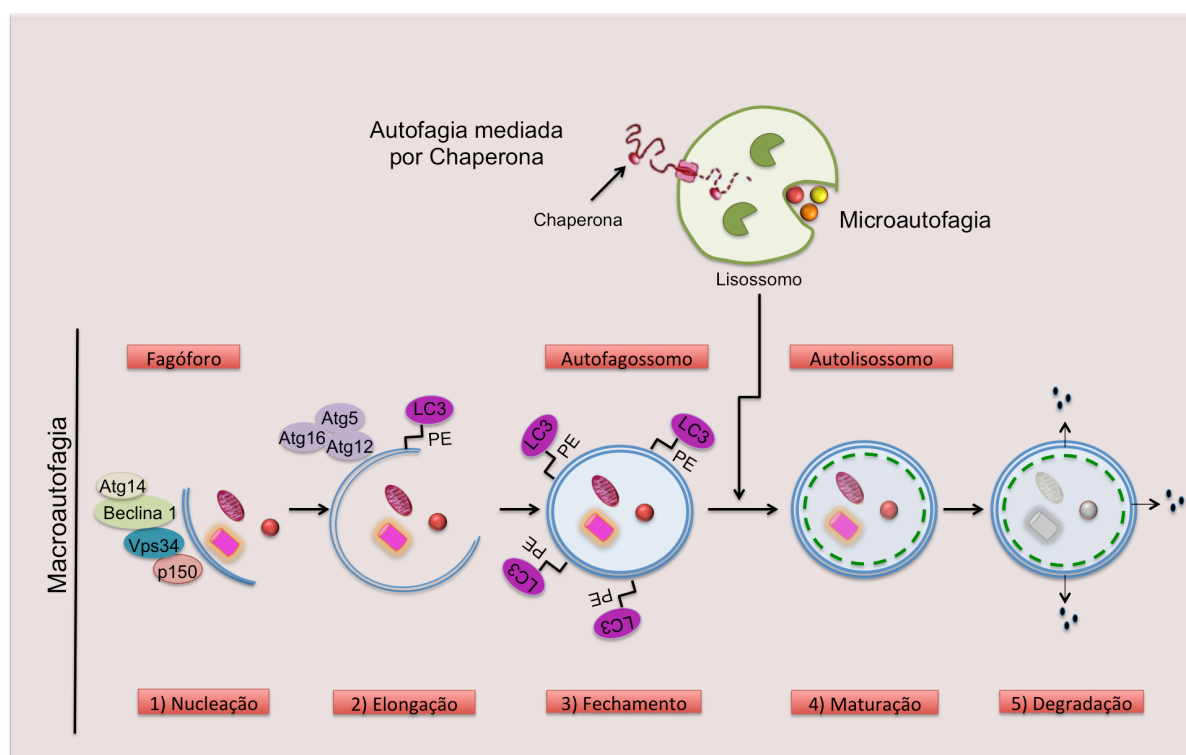 Autofagia mediada
por Chaperona
Chaperona
Microautofagia
Lisossomo
Macroautofagia
Fagóforo
Autofagossomo
Autolisossomo
Atg14
Beclina 1
Vps34
p150
Atg5
Atg16
Atg12
LC3
PE
LC3
PE
LC3
PE
LC3
PE
LC3
PE
1) Nucleação
2) Elongação
3) Fechamento
4) Maturação
5) Degradação